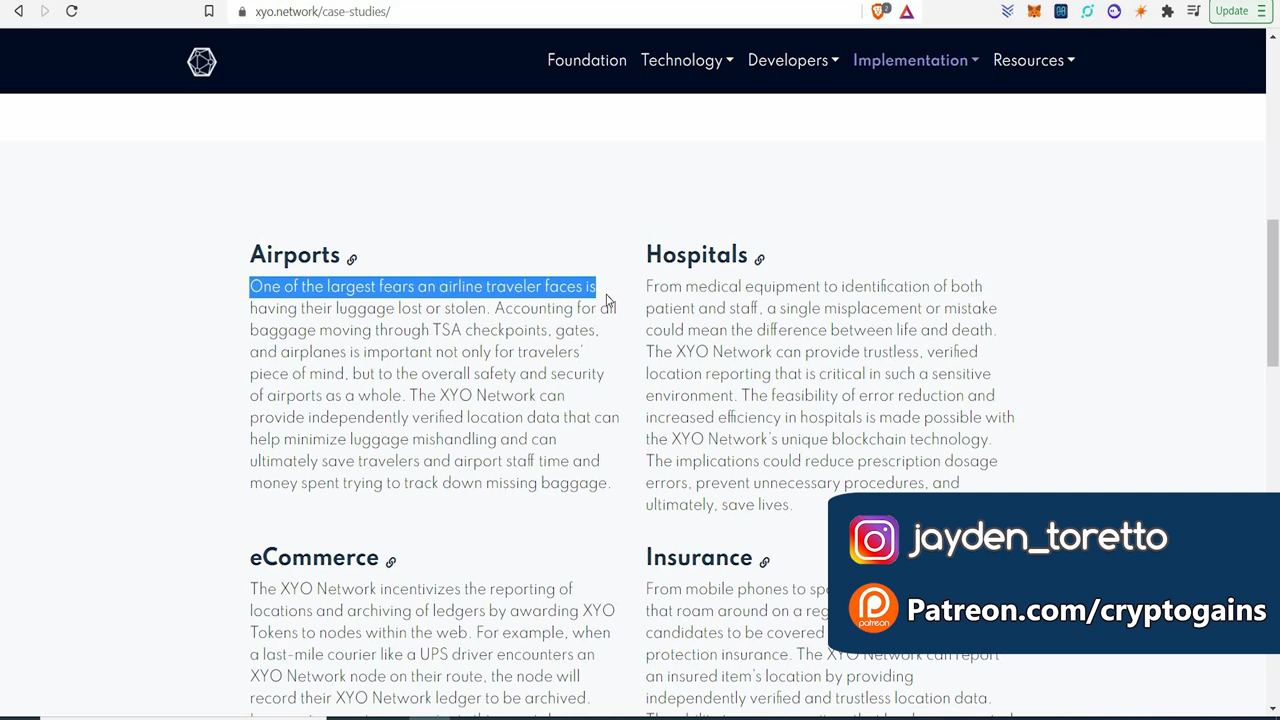 xyo.network/case-studies/
2
Update
Foundation
Technology
Developers
Implementation
Resources
Airports
One of the largest fears an airline traveler faces is
having their luggage lost or stolen. Accounting for all
baggage moving through TSA checkpoints, gates,
and airplanes is important not only for travelers'
piece of mind, but to the overall safety and security
of airports as a whole. The XYO Network can
provide independently verified location data that can
help minimize luggage mishandling and can
ultimately save travelers and airport staff time and
money spent trying to track down missing baggage.
Hospitals
From medical equipment to identification of both
patient and staff, a single misplacement or mistake
could mean the difference between life and death.
The XYO Network can provide trustless, verified
location reporting that is critical in such a sensitive
environment. The feasibility of error reduction and
increased efficiency in hospitals is made possible with
the XYO Network's unique blockchain technology.
The implications could reduce prescription dosage
errors, prevent unnecessary procedures, and
ultimately, save lives.
eCommerce
The XYO Network incentivizes the reporting of
locations and archiving of ledgers by awarding XYO
Tokens to nodes within the web. For example, when
a last-mile courier like a UPS driver encounters an
XYO Network node on their route, the node will
record their XYO Network ledger to be archived.
Insurance
From mobile phones to
that roam around on a
candidates to be covered
protection insurance. The XYO Network can report
an insured item's location by providing
independently verified and trustless location data.
jayden_toretto
patreon
Patreon.com/cryptogains